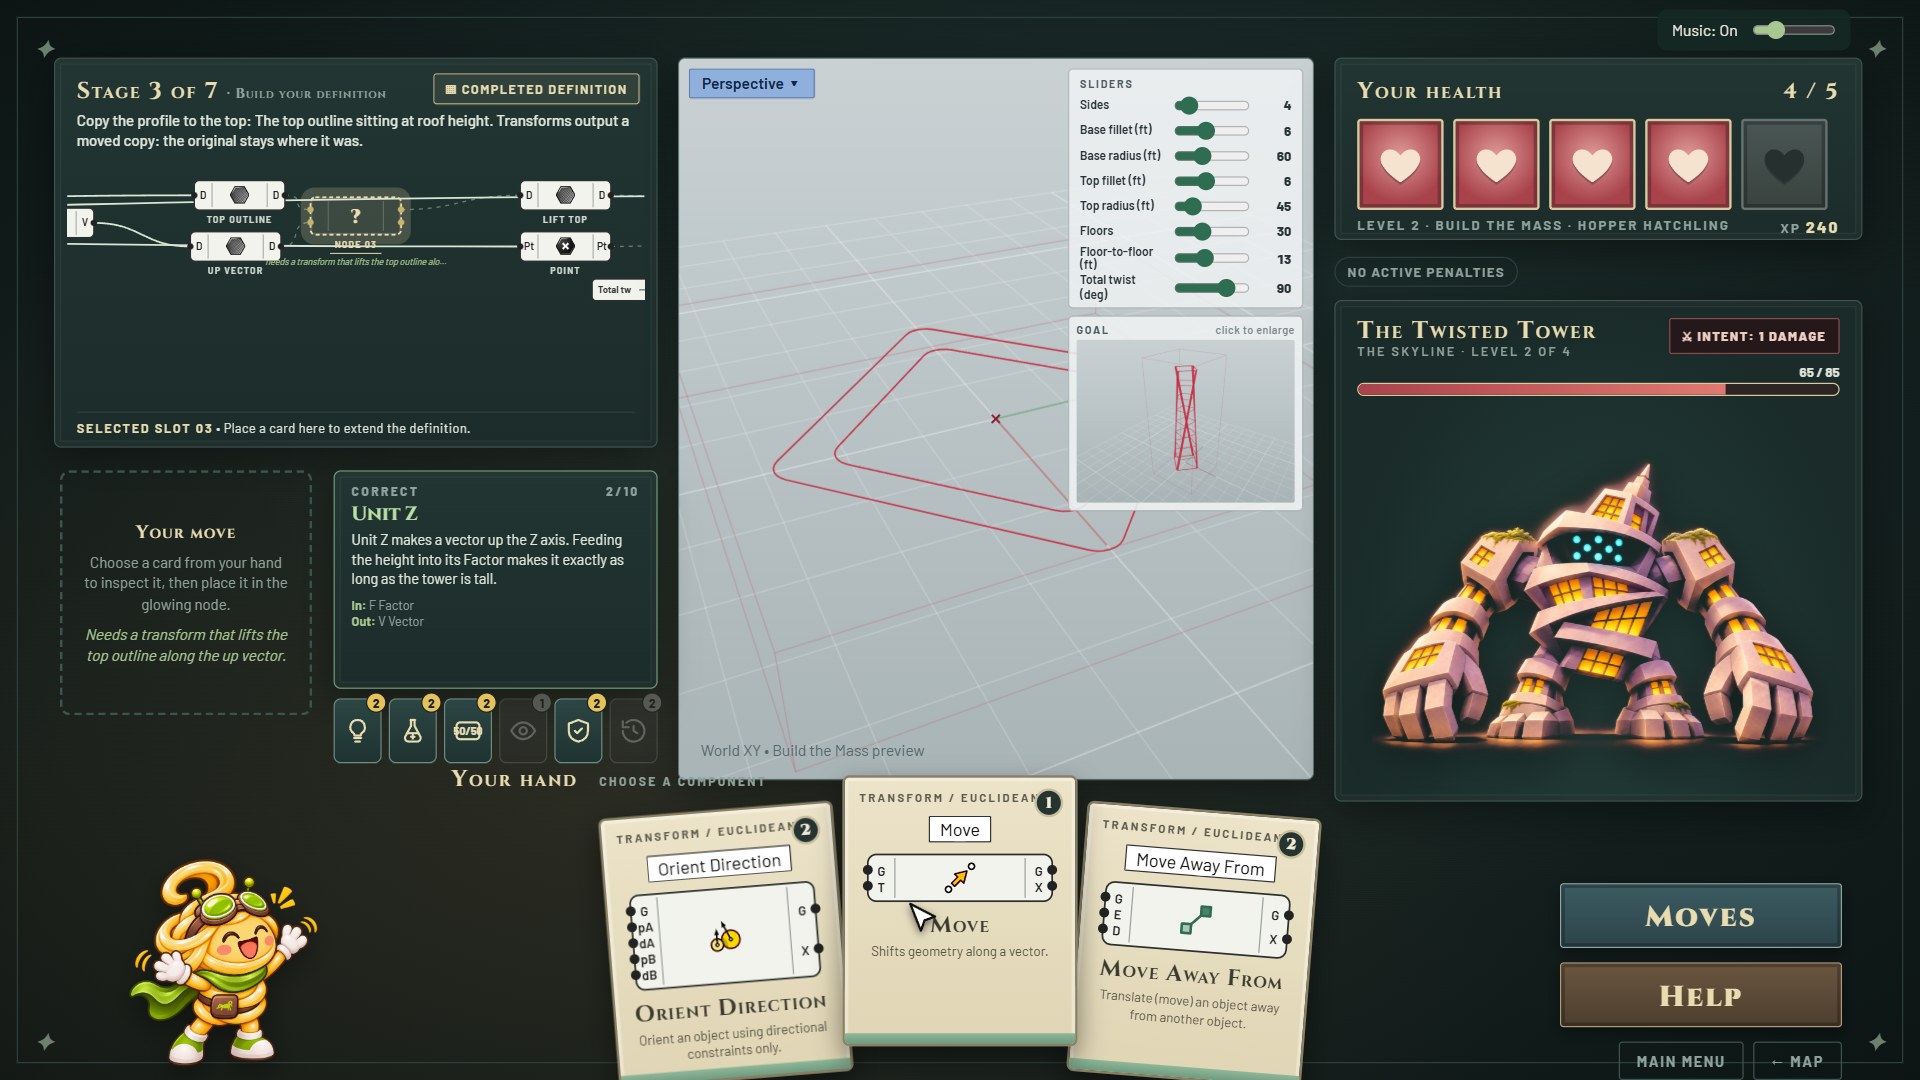 Music: On
STAGE 3 OF 7 · BUILD YOUR DEFINITION
COMPLETED DEFINITION
Copy the profile to the top: The top outline sitting at roof height. Transforms output a
moved copy: the original stays where it was.
D D
TOP OUTLINE
?
NODE 03
needs a transform that lifts the top outline alo...
D D
LIFT TOP
V
D D
UP VECTOR
Pt Pt
POINT
Total tw
SELECTED SLOT 03 • Place a card here to extend the definition.
YOUR MOVE
Choose a card from your hand
to inspect it, then place it in the
glowing node.
Needs a transform that lifts the
top outline along the up vector.
CORRECT 2/10
UNIT Z
Unit Z makes a vector up the Z axis. Feeding
the height into its Factor makes it exactly as
long as the tower is tall.
In: F Factor
Out: V Vector
2 2 2 1 2 2
50/50
YOUR HAND CHOOSE A COMPONENT
Perspective ▼
SLIDERS
Sides 4
Base fillet (ft) 6
Base radius (ft) 60
Top fillet (ft) 6
Top radius (ft) 45
Floors 30
Floor-to-floor
(ft) 13
Total twist
(deg) 90
GOAL click to enlarge
World XY • Build the Mass preview
YOUR HEALTH 4 / 5
LEVEL 2 · BUILD THE MASS · HOPPER HATCHLING XP 240
NO ACTIVE PENALTIES
THE TWISTED TOWER
THE SKYLINE · LEVEL 2 OF 4
INTENT: 1 DAMAGE
65 / 85
TRANSFORM / EUCLIDEAN 2
Orient Direction
G
pA
dA
pB
dB
G
X
ORIENT DIRECTION
Orient an object using directional
constraints only.
TRANSFORM / EUCLIDEAN 1
Move
G G
T X
MOVE
Shifts geometry along a vector.
TRANSFORM / EUCLIDEAN 2
Move Away From
G
E
D
G
X
MOVE AWAY FROM
Translate (move) an object away
from another object.
MOVES
HELP
MAIN MENU
← MAP